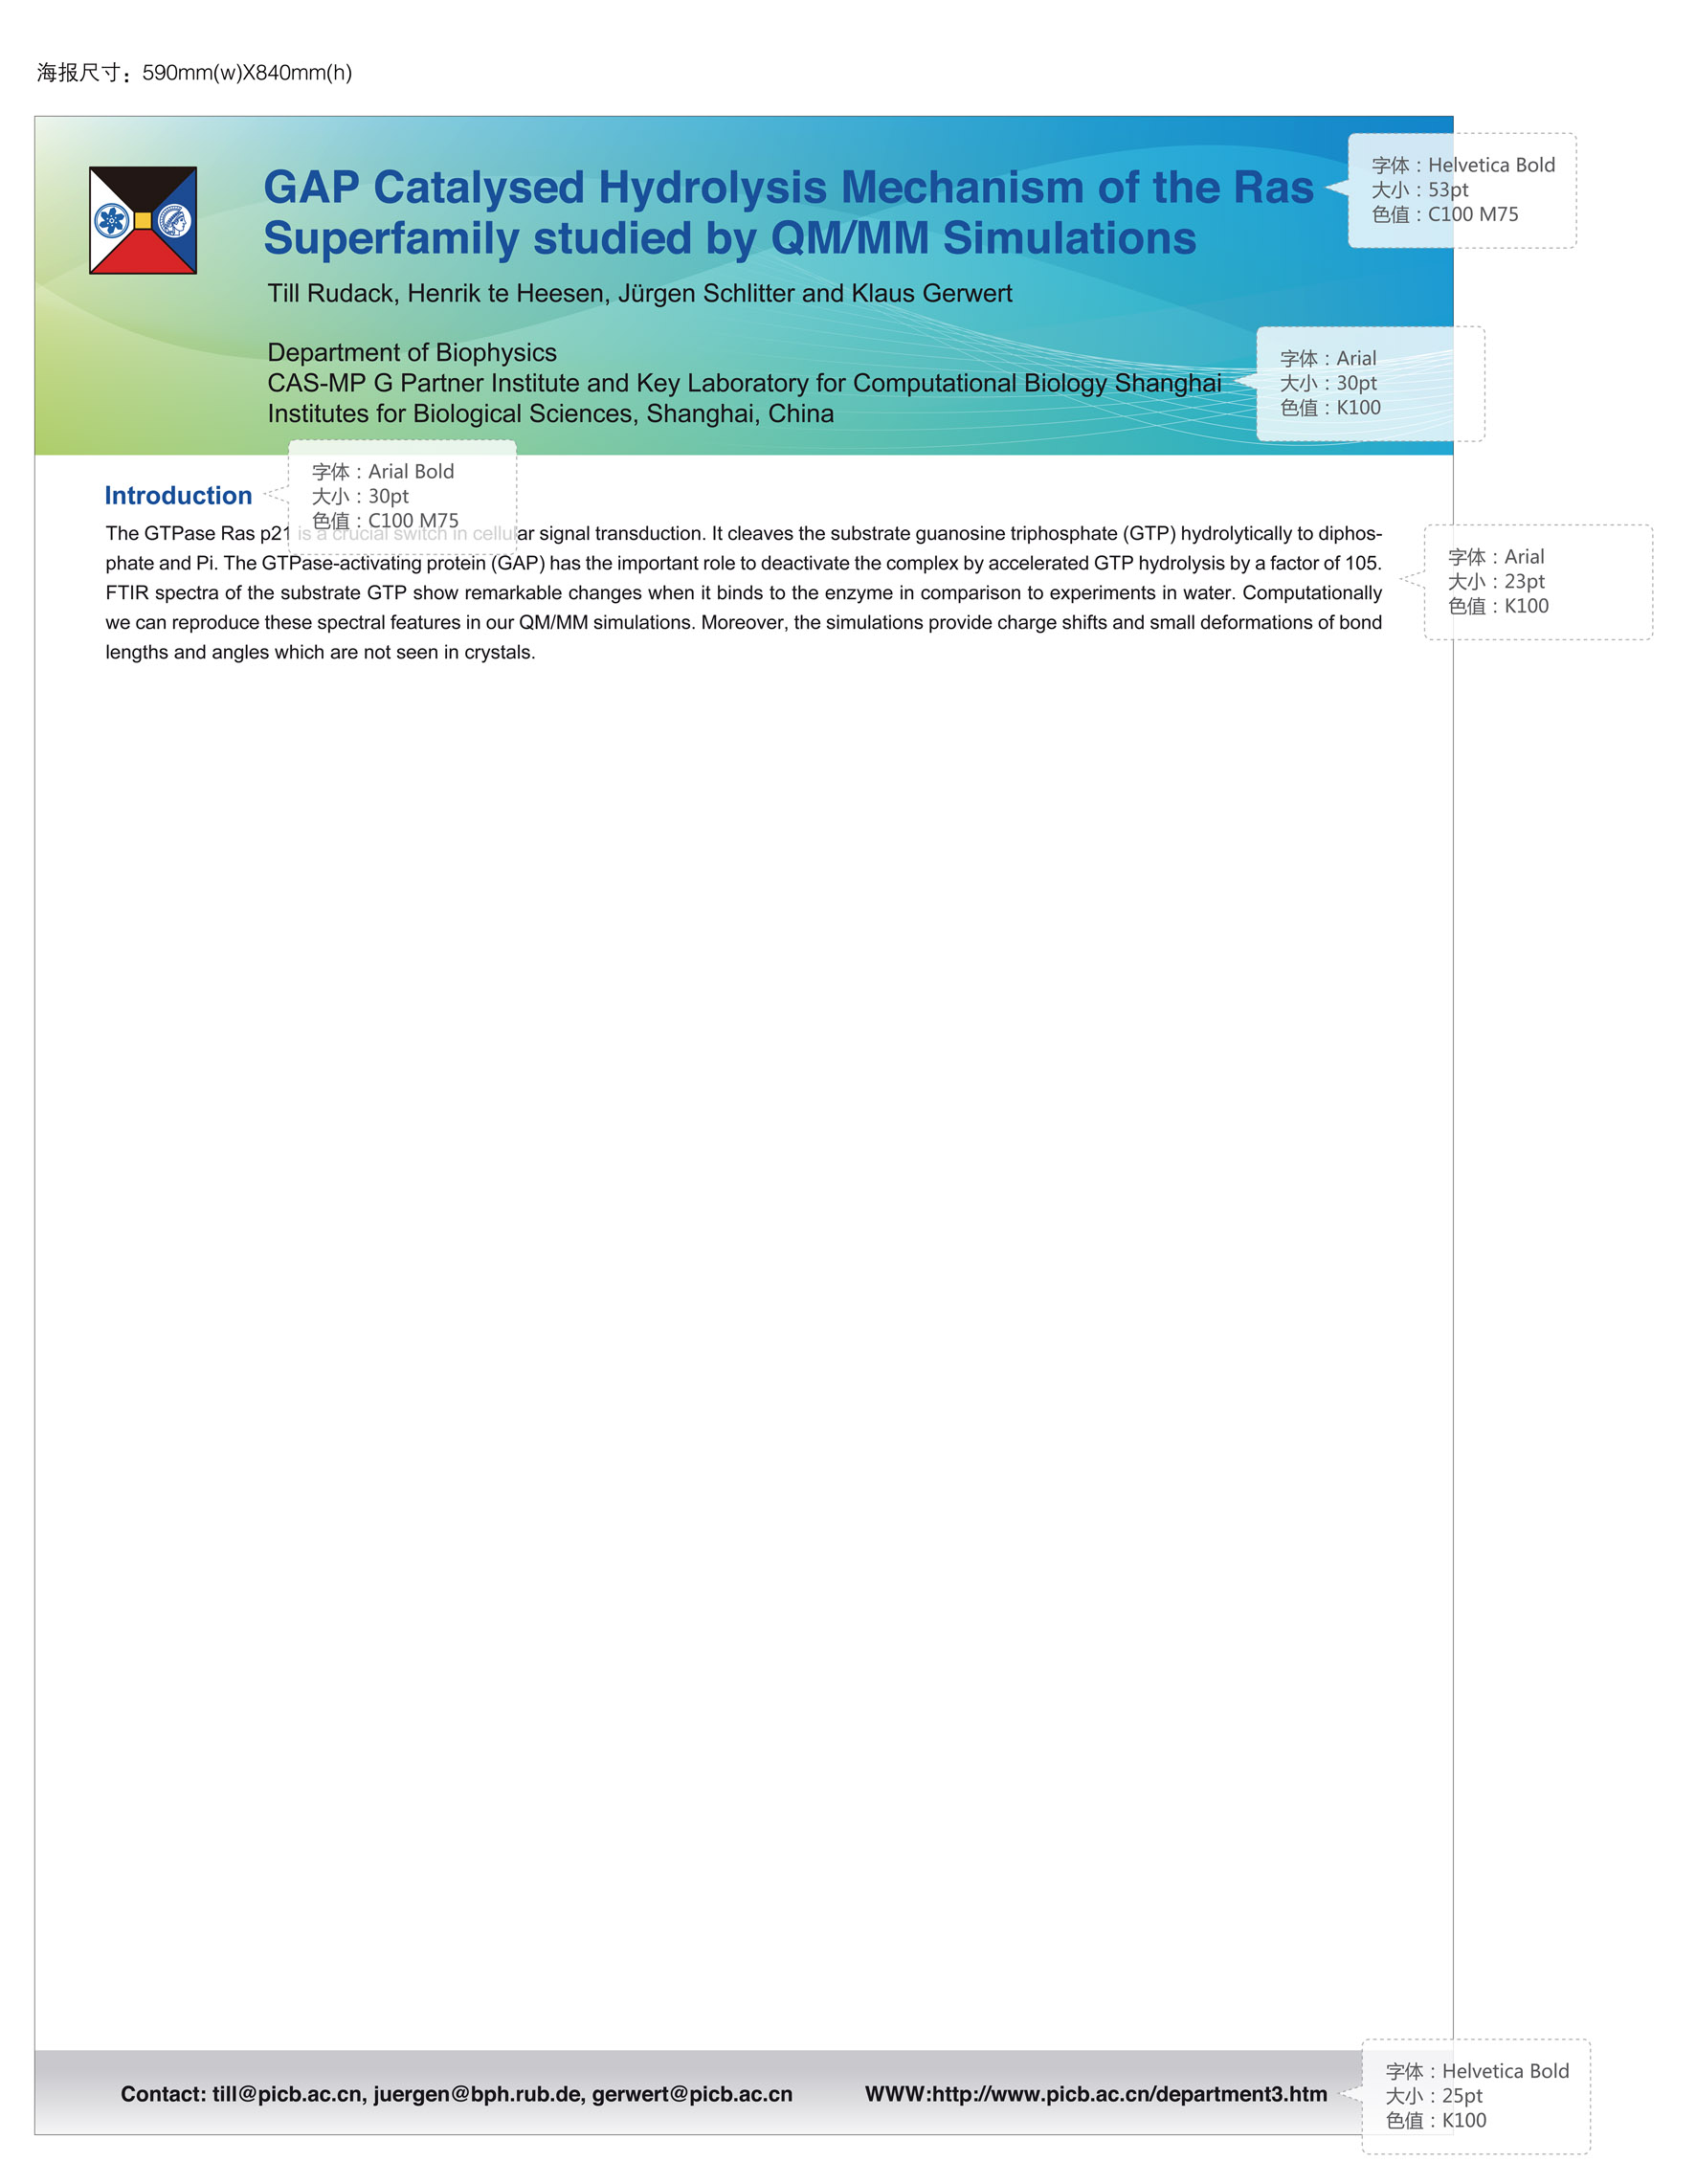 海报尺寸：590mm(w)X840mm(h)
GAP Catalysed Hydrolysis Mechanism of the Ras
Superfamily studied by QM/MM Simulations
字体：Helvetica Bold
大小：53pt
色值：C100 M75
Till Rudack, Henrik te Heesen, Jürgen Schlitter and Klaus Gerwert
Department of Biophysics
CAS-MP G Partner Institute and Key Laboratory for Computational Biology Shanghai
Institutes for Biological Sciences, Shanghai, China
字体：Arial
大小：30pt
色值：K100
Introduction
字体：Arial Bold
大小：30pt
色值：C100 M75
The GTPase Ras p21 is a crucial switch in cellular signal transduction. It cleaves the substrate guanosine triphosphate (GTP) hydrolytically to diphos-
phate and Pi. The GTPase-activating protein (GAP) has the important role to deactivate the complex by accelerated GTP hydrolysis by a factor of 105.
FTIR spectra of the substrate GTP show remarkable changes when it binds to the enzyme in comparison to experiments in water. Computationally
we can reproduce these spectral features in our QM/MM simulations. Moreover, the simulations provide charge shifts and small deformations of bond
lengths and angles which are not seen in crystals.
字体：Arial
大小：23pt
色值：K100
Contact: till@picb.ac.cn, juergen@bph.rub.de, gerwert@picb.ac.cn
WWW:http://www.picb.ac.cn/department3.htm
字体：Helvetica Bold
大小：25pt
色值：K100